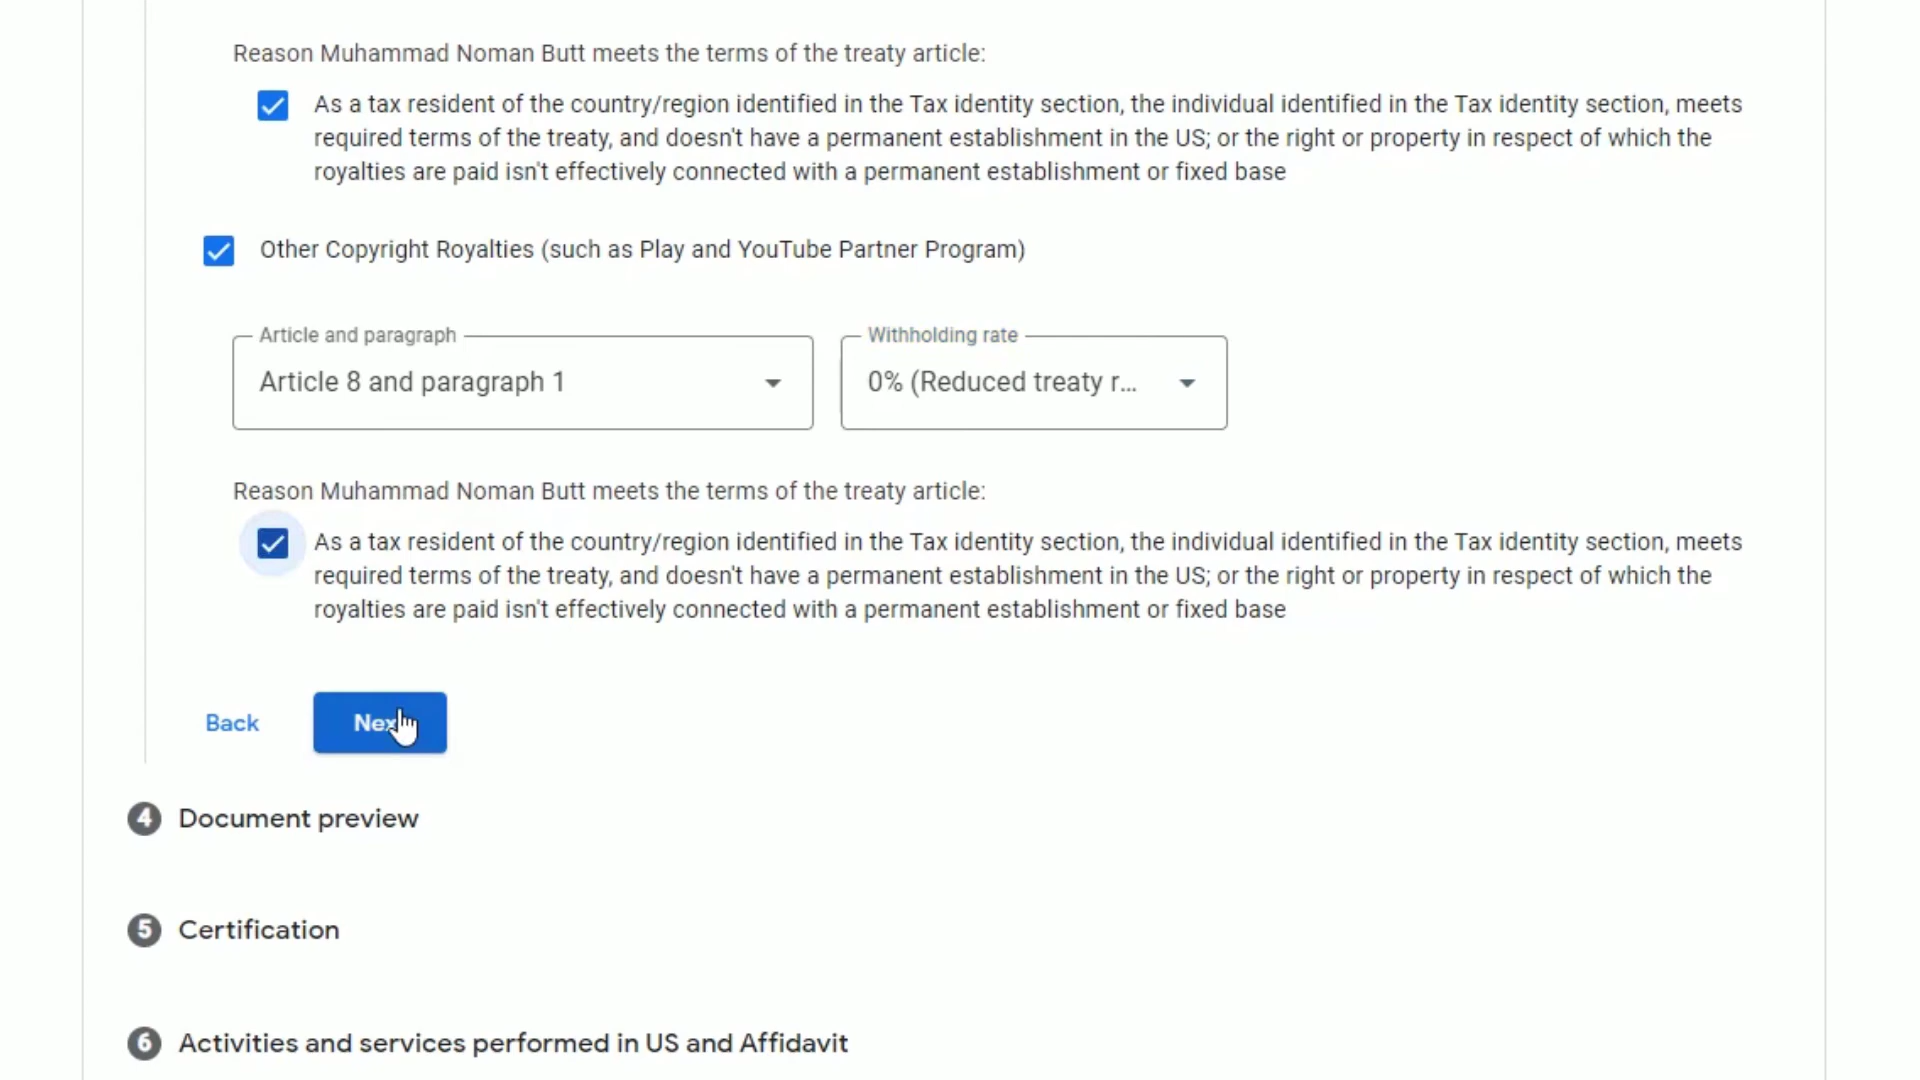 Reason Muhammad Noman Butt meets the terms of the treaty article:
As a tax resident of the country/region identified in the Tax identity section, the individual identified in the Tax identity section, meets
required terms of the treaty, and doesn't have a permanent establishment in the US; or the right or property in respect of which the
royalties are paid isn't effectively connected with a permanent establishment or fixed base
Other Copyright Royalties (such as Play and YouTube Partner Program)
Article and paragraph
Withholding rate
Article 8 and paragraph 1
0% (Reduced treaty r...
Reason Muhammad Noman Butt meets the terms of the treaty article:
As a tax resident of the country/region identified in the Tax identity section, the individual identified in the Tax identity section, meets
required terms of the treaty, and doesn't have a permanent establishment in the US; or the right or property in respect of which the
royalties are paid isn't effectively connected with a permanent establishment or fixed base
Back
Next
4 Document preview
5 Certification
6 Activities and services performed in US and Affidavit